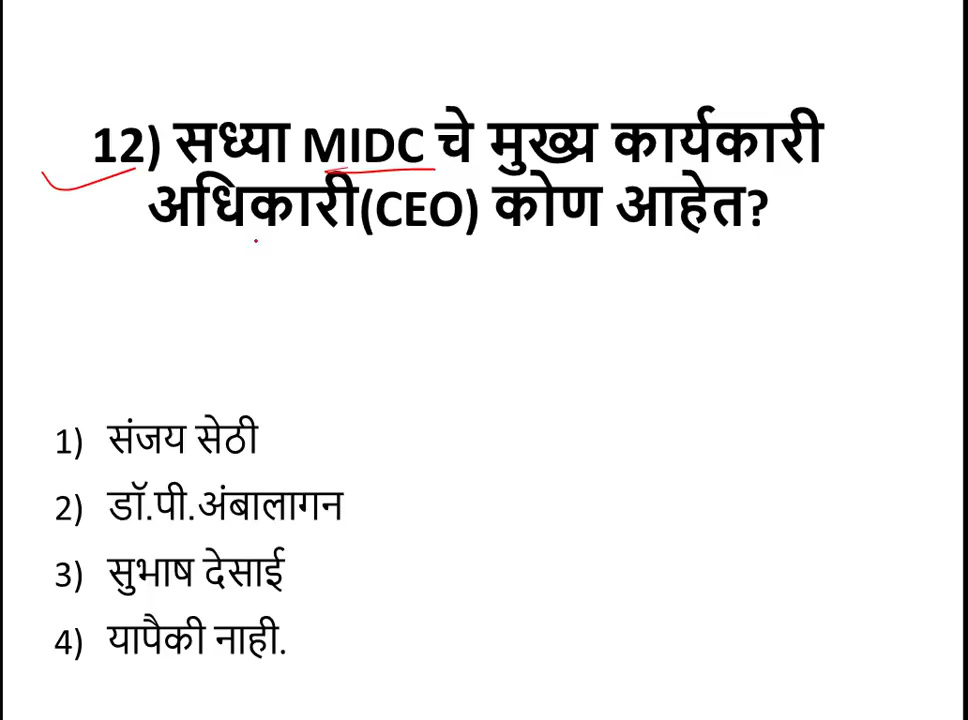 12) सध्या MIDC चे मुख्य कार्यकारी
अधिकारी(CEO) कोण आहेत?
1) संजय सेठी
2) डॉ.पी.अंबालागन
3) सुभाष देसाई
4) यापैकी नाही.